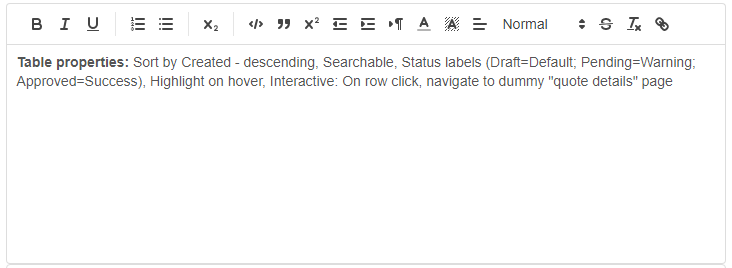 Normal
Table properties: Sort by Created - descending, Searchable, Status labels (Draft=Default; Pending=Warning;
Approved=Success), Highlight on hover, Interactive: On row click, navigate to dummy "quote details" page